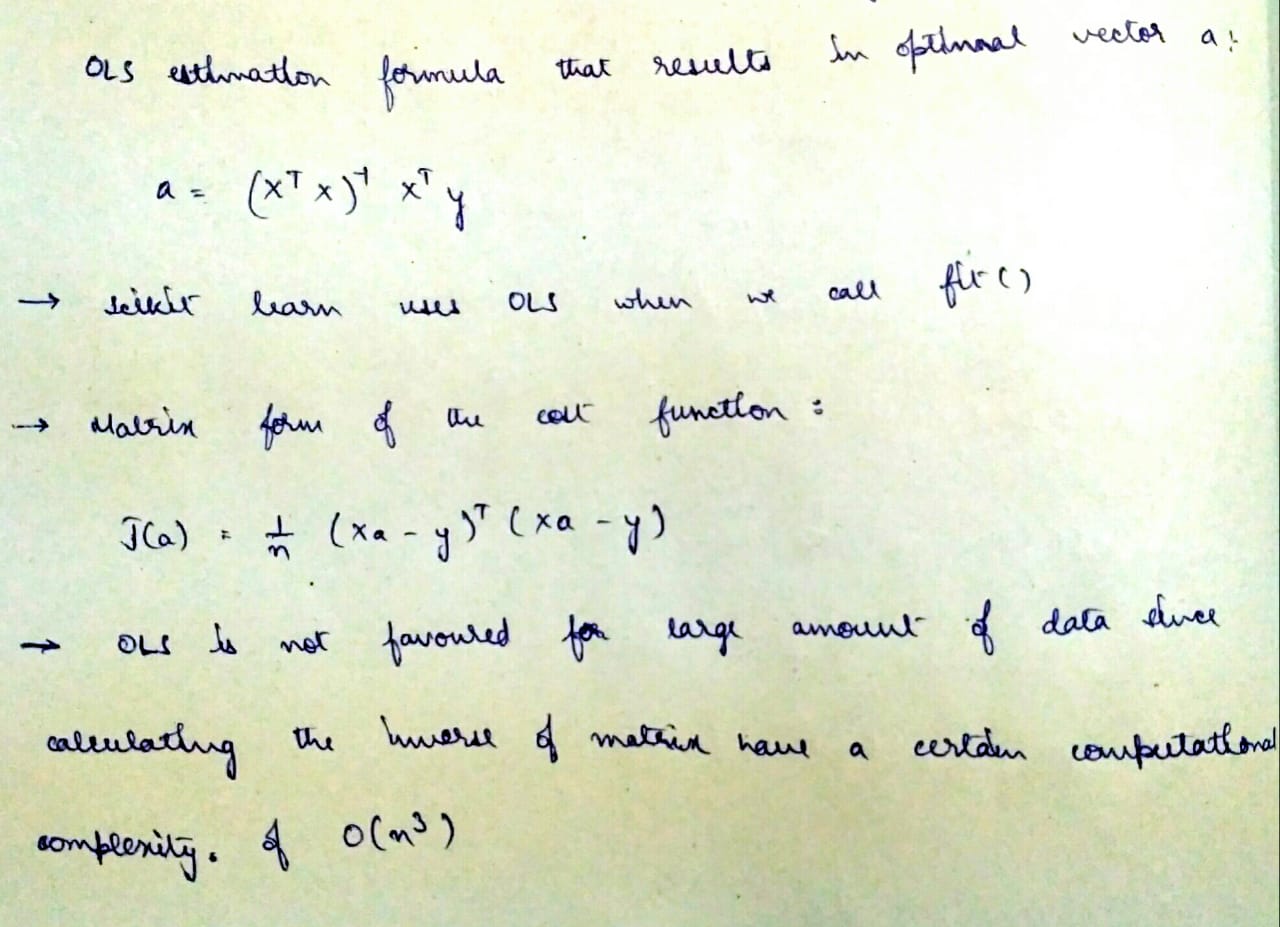 OLS estimation formula that results in optimal vector a:
a = (X^T X)^-1 X^T y
→ scikit learn uses OLS when we call fit()
→ Matrix form of the cost function :
J(a) = 1/n (Xa - y)^T (Xa - y)
→ OLS is not favoured for large amount of data since
calculating the inverse of matrix have a certain computational
complexity. of O(n³)